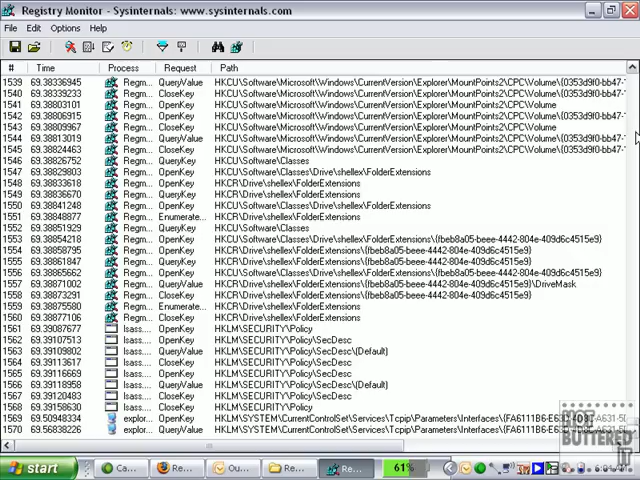 Registry Monitor - Sysinternals: www.sysinternals.com
File Edit Options Help
# Time Process Request Path
1539 69.38336945 Regm... QueryValue HKCU\Software\Microsoft\Windows\CurrentVersion\Explorer\MountPoints2\CPC\Volume\{0353d9f0-bb47-
1540 69.38339233 Regm... CloseKey HKCU\Software\Microsoft\Windows\CurrentVersion\Explorer\MountPoints2\CPC\Volume\{0353d9f0-bb47-
1541 69.38803101 Regm... OpenKey HKCU\Software\Microsoft\Windows\CurrentVersion\Explorer\MountPoints2\CPC\Volume
1542 69.38806915 Regm... OpenKey HKCU\Software\Microsoft\Windows\CurrentVersion\Explorer\MountPoints2\CPC\Volume\{0353d9f0-bb47-
1543 69.38809967 Regm... CloseKey HKCU\Software\Microsoft\Windows\CurrentVersion\Explorer\MountPoints2\CPC\Volume
1544 69.38813019 Regm... QueryValue HKCU\Software\Microsoft\Windows\CurrentVersion\Explorer\MountPoints2\CPC\Volume\{0353d9f0-bb47-
1545 69.38824463 Regm... CloseKey HKCU\Software\Microsoft\Windows\CurrentVersion\Explorer\MountPoints2\CPC\Volume\{0353d9f0-bb47-
1546 69.38826752 Regm... QueryKey HKCU\Software\Classes
1547 69.38829803 Regm... OpenKey HKCU\Software\Classes\Drive\shellex\FolderExtensions
1548 69.38833618 Regm... OpenKey HKCR\Drive\shellex\FolderExtensions
1549 69.38836670 Regm... QueryKey HKCR\Drive\shellex\FolderExtensions
1550 69.38841248 Regm... OpenKey HKCU\Software\Classes\Drive\shellex\FolderExtensions
1551 69.38848877 Regm... Enumerate... HKCR\Drive\shellex\FolderExtensions
1552 69.38851929 Regm... QueryKey HKCU\Software\Classes
1553 69.38854218 Regm... OpenKey HKCU\Software\Classes\Drive\shellex\FolderExtensions\{fbeb8a05-beee-4442-804e-409d6c4515e9}
1554 69.38858795 Regm... OpenKey HKCR\Drive\shellex\FolderExtensions\{fbeb8a05-beee-4442-804e-409d6c4515e9}
1555 69.38861847 Regm... QueryKey HKCR\Drive\shellex\FolderExtensions\{fbeb8a05-beee-4442-804e-409d6c4515e9}
1556 69.38865662 Regm... OpenKey HKCU\Software\Classes\Drive\shellex\FolderExtensions\{fbeb8a05-beee-4442-804e-409d6c4515e9}
1557 69.38871002 Regm... QueryValue HKCR\Drive\shellex\FolderExtensions\{fbeb8a05-beee-4442-804e-409d6c4515e9}\DriveMask
1558 69.38873291 Regm... CloseKey HKCR\Drive\shellex\FolderExtensions\{fbeb8a05-beee-4442-804e-409d6c4515e9}
1559 69.38875580 Regm... Enumerate... HKCR\Drive\shellex\FolderExtensions
1560 69.38877106 Regm... CloseKey HKCR\Drive\shellex\FolderExtensions
1561 69.39087677 lsass.... OpenKey HKLM\SECURITY\Policy
1562 69.39107513 lsass.... OpenKey HKLM\SECURITY\Policy\SecDesc
1563 69.39109802 lsass.... QueryValue HKLM\SECURITY\Policy\SecDesc\(Default)
1564 69.39113617 lsass.... CloseKey HKLM\SECURITY\Policy\SecDesc
1565 69.39116669 lsass.... OpenKey HKLM\SECURITY\Policy\SecDesc
1566 69.39118958 lsass.... QueryValue HKLM\SECURITY\Policy\SecDesc\(Default)
1567 69.39120483 lsass.... CloseKey HKLM\SECURITY\Policy\SecDesc
1568 69.39158630 lsass.... CloseKey HKLM\SECURITY\Policy
1569 69.50948334 explor... OpenKey HKLM\SYSTEM\CurrentControlSet\Services\Tcpip\Parameters\Interfaces\{FA6111B6-E63
1570 69.56838226 explor... QueryValue HKLM\SYSTEM\CurrentControlSet\Services\Tcpip\Parameters\Interfaces\{FA6111B6-E63
BUTTERED
start Ca... Re... Ou... Re... Re... 61%